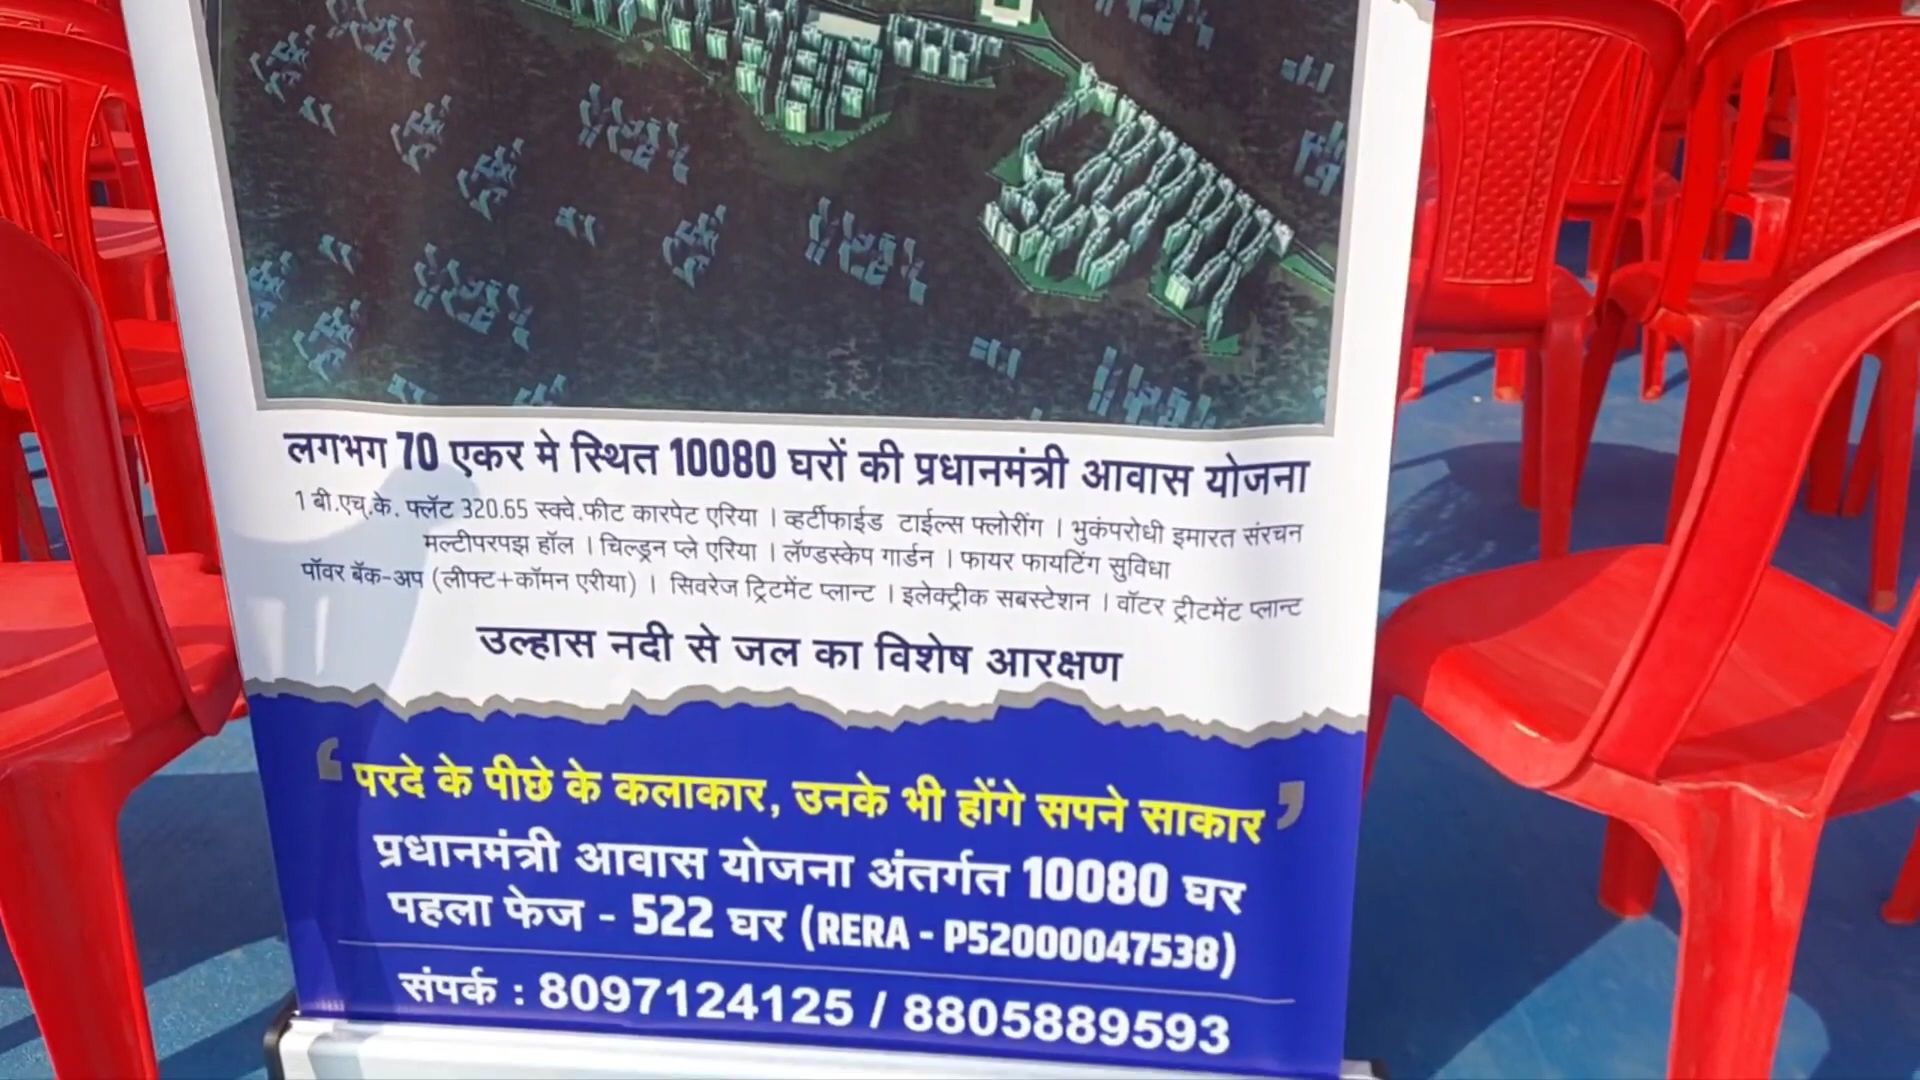 लगभग 70 एकर मे स्थित 10080 घरों की प्रधानमंत्री आवास योजना
1 बी.एच्.के. फ्लॅट 320.65 स्क्वे.फीट कारपेट एरिया । व्हर्टीफाईड टाईल्स फ्लोरींग । भुकंपरोधी इमारत संरचन
मल्टीपरपझ हॉल । चिल्ड्रन प्ले एरिया । लॅण्डस्केप गार्डन । फायर फायटिंग सुविधा
पॉवर बॅक-अप (लीफ्ट+कॉमन एरीया) । सिवरेज ट्रिटमेंट प्लान्ट । इलेक्ट्रीक सबस्टेशन । वॉटर ट्रीटमेंट प्लान्ट
उल्हास नदी से जल का विशेष आरक्षण
‘ परदे के पीछे के कलाकार, उनके भी होंगे सपने साकार ’
प्रधानमंत्री आवास योजना अंतर्गत 10080 घर
पहला फेज - 522 घर (RERA - P52000047538)
संपर्क : 8097124125 / 8805889593